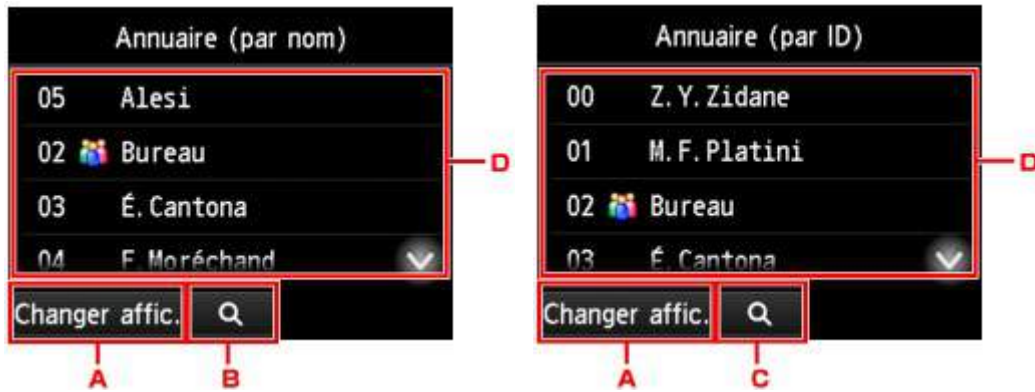 Annuaire (par nom)
05 Alesi
02 Bureau
03 É.Cantona
04 F.Moréchand
Changer affic.
A
B
D
Annuaire (par ID)
00 Z.Y.Zidane
01 M.F.Platini
02 Bureau
03 É.Cantona
Changer affic.
A
C
D